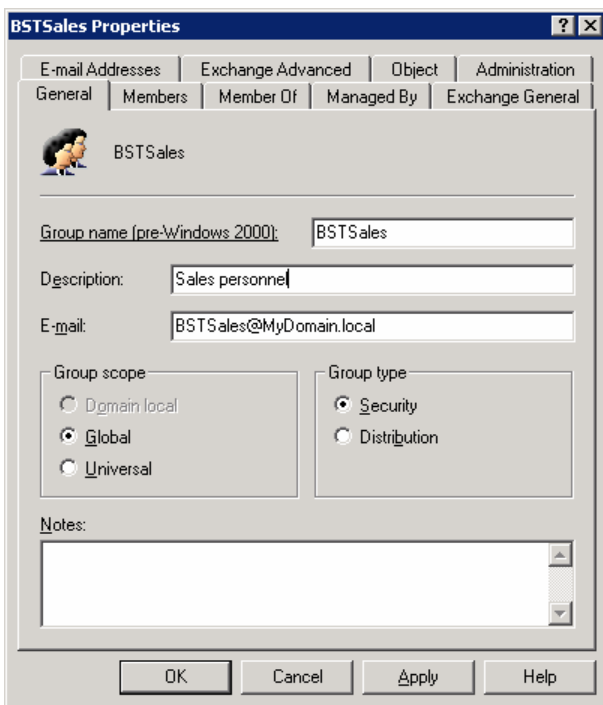 BSTSales Properties
E-mail Addresses Exchange Advanced Object Administration
General Members Member Of Managed By Exchange General
BSTSales
Group name (pre-Windows 2000): BSTSales
Description: Sales personnel
E-mail: BSTSales@MyDomain.local
Group scope Group type
Domain local Security
Global Distribution
Universal
Notes:
OK Cancel Apply Help